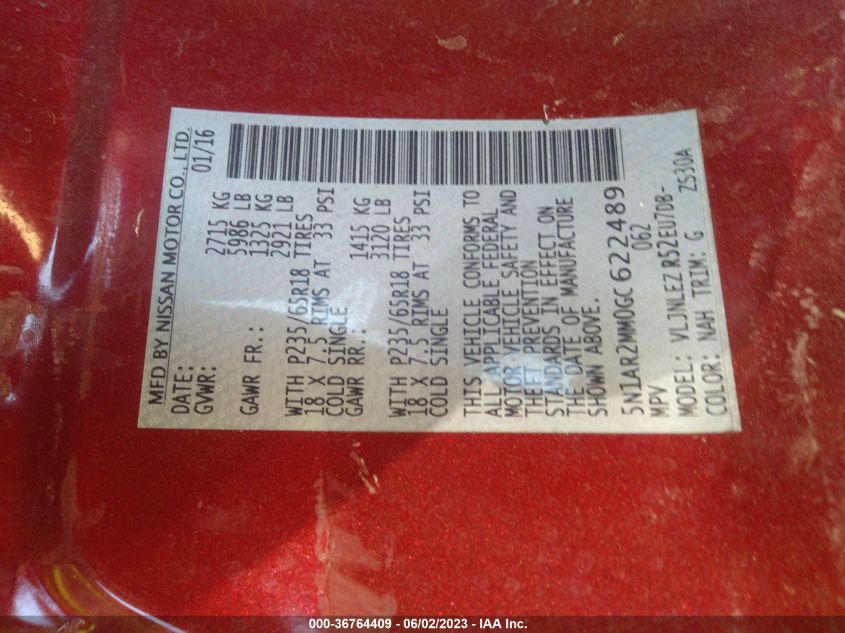 MFD BY NISSAN MOTOR CO., LTD.
DATE: 01/16
GVWR: 2715 KG
5986 LB
GAWR FR.: 1325 KG
2921 LB
WITH P235/65R18 TIRES
18 X 7.5 RIMS AT 33 PSI
COLD SINGLE
GAWR RR.: 1415 KG
3120 LB
WITH P235/65R18 TIRES
18 X 7.5 RIMS AT 33 PSI
COLD SINGLE
THIS VEHICLE CONFORMS TO
ALL APPLICABLE FEDERAL
MOTOR VEHICLE SAFETY AND
THEFT PREVENTION
STANDARDS IN EFFECT ON
THE DATE OF MANUFACTURE
SHOWN ABOVE.
5N1AR2MM0GC622489
MPV 062
MODEL: VL3NLEZ R52EU70B-
COLOR: NAH TRIM: G ZS30A
000-36764409 - 06/02/2023 - IAA Inc.